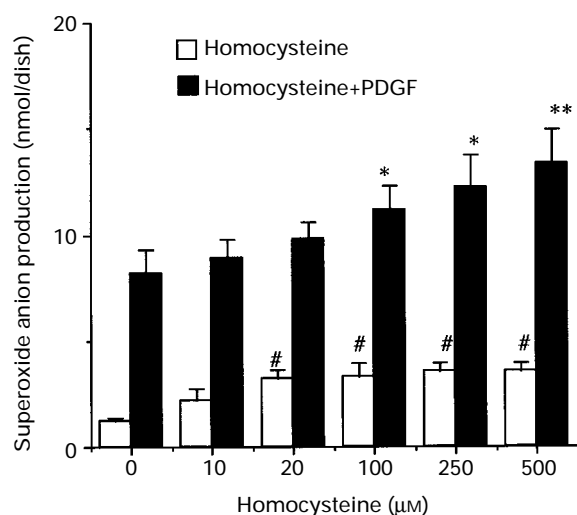 20
Homocysteine
Homocysteine+PDGF
**
*
*
10
#
#
#
#
0
0 10 20 100 250 500
Superoxide anion production (nmol/dish)
Homocysteine (μM)